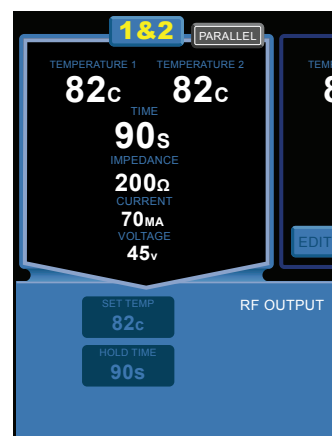 1&2 PARALLEL
TEMPERATURE 1 TEMPERATURE 2
82C 82C
TIME
90S
IMPEDANCE
200Ω
CURRENT
70MA
VOLTAGE
45V
EDIT
SET TEMP
82C
HOLD TIME
90S
RF OUTPUT